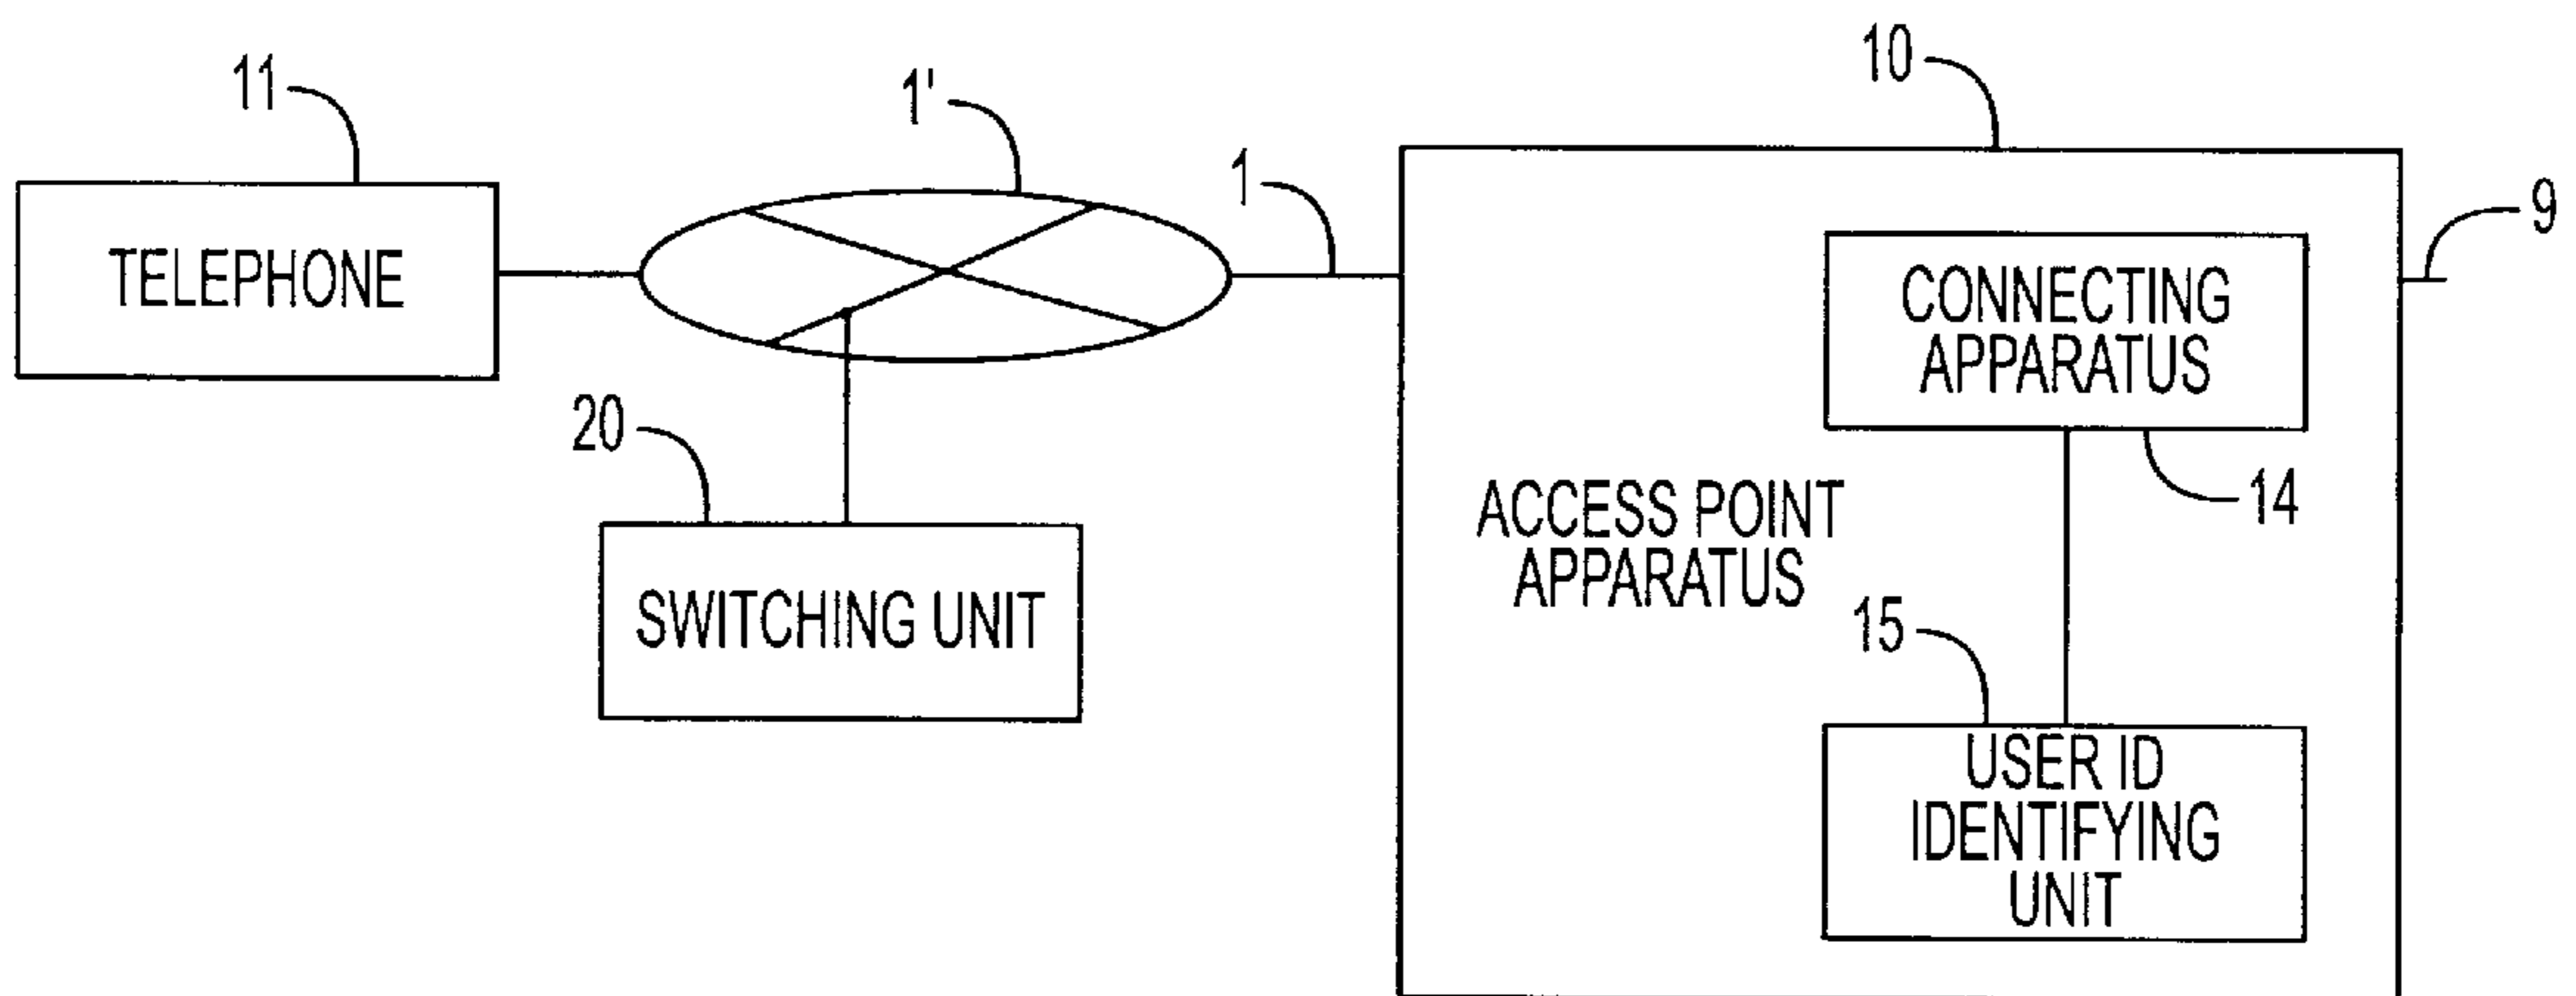 11
1'
10
1
9
TELEPHONE
CONNECTING
APPARATUS
20
14
ACCESS POINT
APPARATUS
SWITCHING UNIT
15
USER ID
IDENTIFYING
UNIT